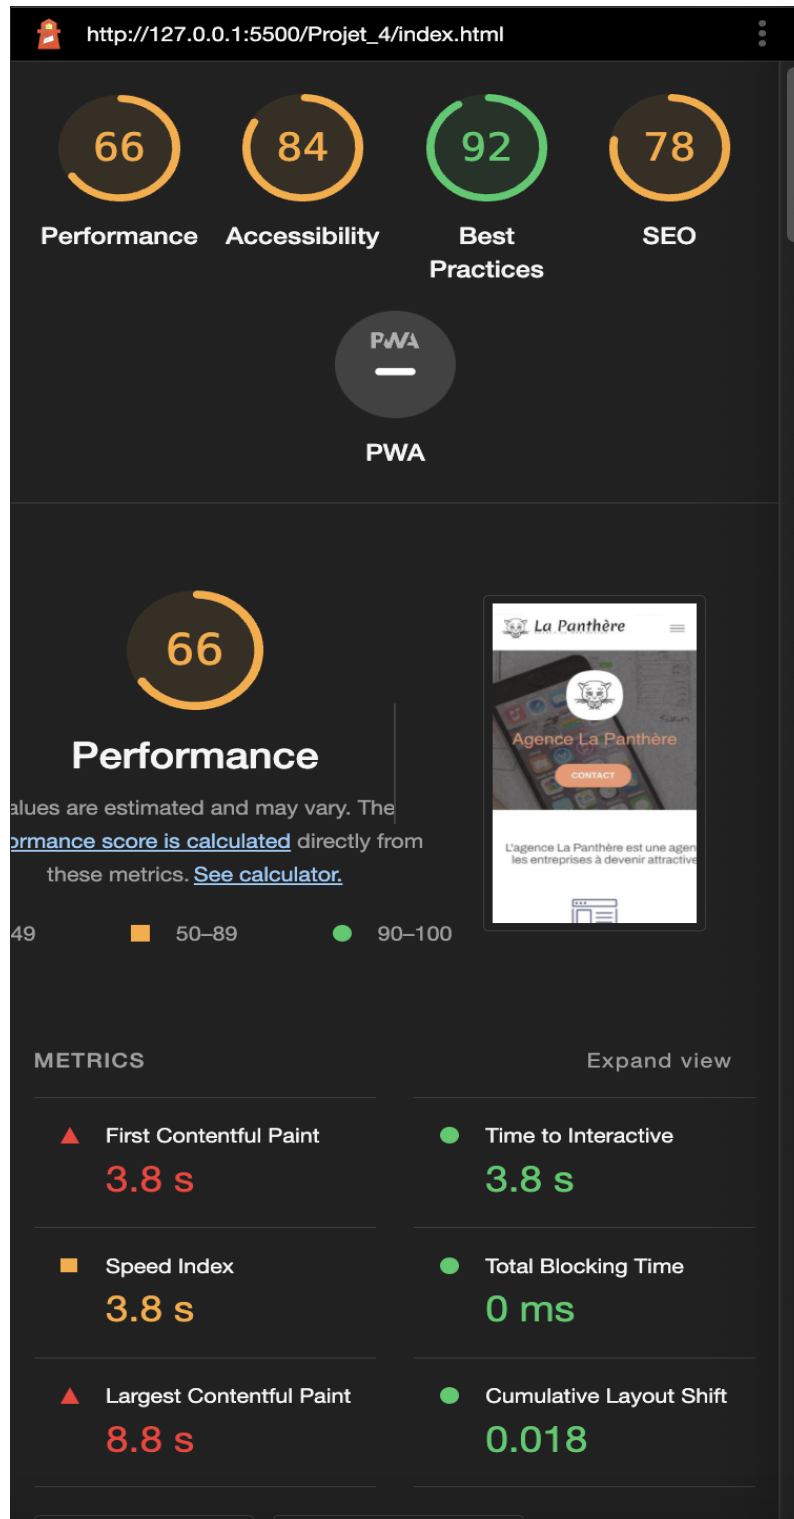 http://127.0.0.1:5500/Projet_4/index.html
66
84
92
78
Performance
Accessibility
Best
Practices
SEO
PWA
PWA
66
Performance
alues are estimated and may vary. The
ormance score is calculated directly from
these metrics. See calculator.
49
50–89
90–100
La Panthère
Agence La Panthère
CONTACT
L'agence La Panthère est une agen
les entreprises à devenir attractive
METRICS
Expand view
First Contentful Paint
3.8 s
Time to Interactive
3.8 s
Speed Index
3.8 s
Total Blocking Time
0 ms
Largest Contentful Paint
8.8 s
Cumulative Layout Shift
0.018